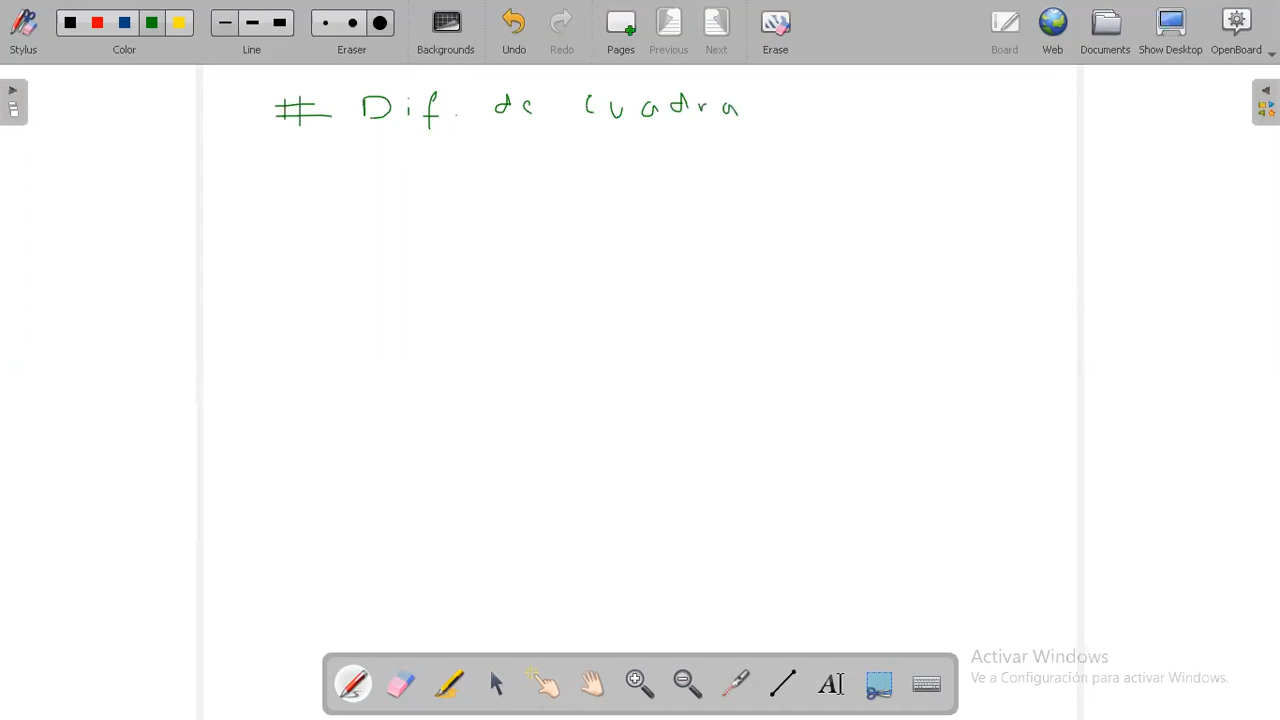 Stylus Color Line Eraser Backgrounds Undo Redo Pages Previous Next Erase Board Web Documents Show Desktop OpenBoard
# Dif. de Cuadra
AI
Activar Windows
Ve a Configuración para activar Windows.